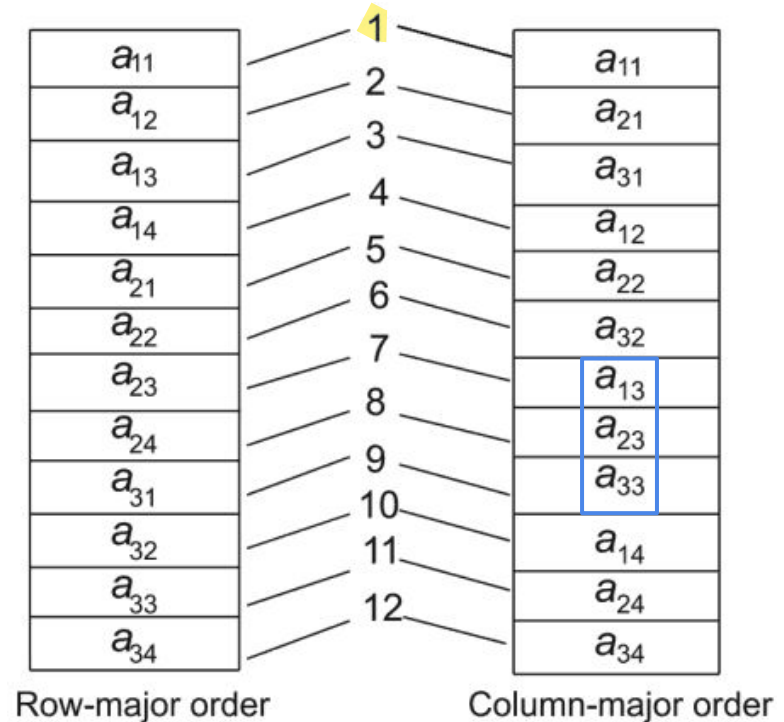 a11 1 a11
a12 2 a21
a13 3 a31
a14 4 a12
a21 5 a22
a22 6 a32
a23 7 a13
a24 8 a23
a31 9 a33
a32 10 a14
a33 11 a24
a34 12 a34
Row-major order Column-major order